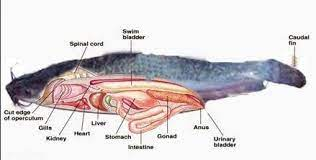 Swim
bladder
Spinal cord
Caudal
fin
Cut edge
of operculum
Gills
Kidney
Heart
Liver
Stomach
Intestine
Gonad
Anus
Urinary
bladder